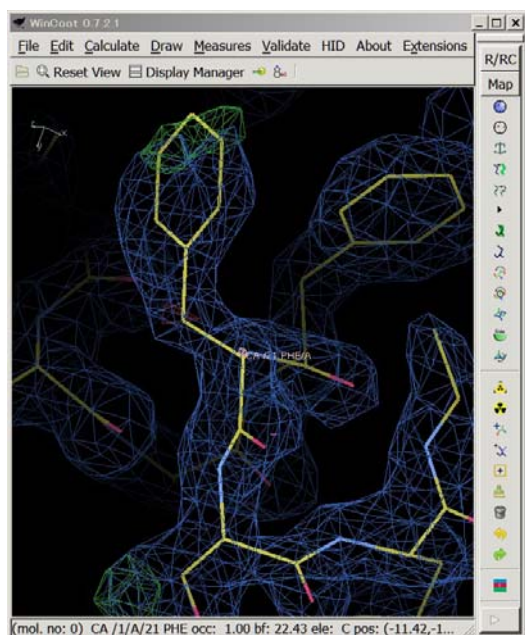 WinCoot 0.7.2.1
File Edit Calculate Draw Measures Validate HID About Extensions
Reset View Display Manager
R/RC
Map
CA /21 PHE/A
(mol. no: 0) CA /1/A/21 PHE occ: 1.00 bf: 22.43 ele: C pos: (-11.42,-1...